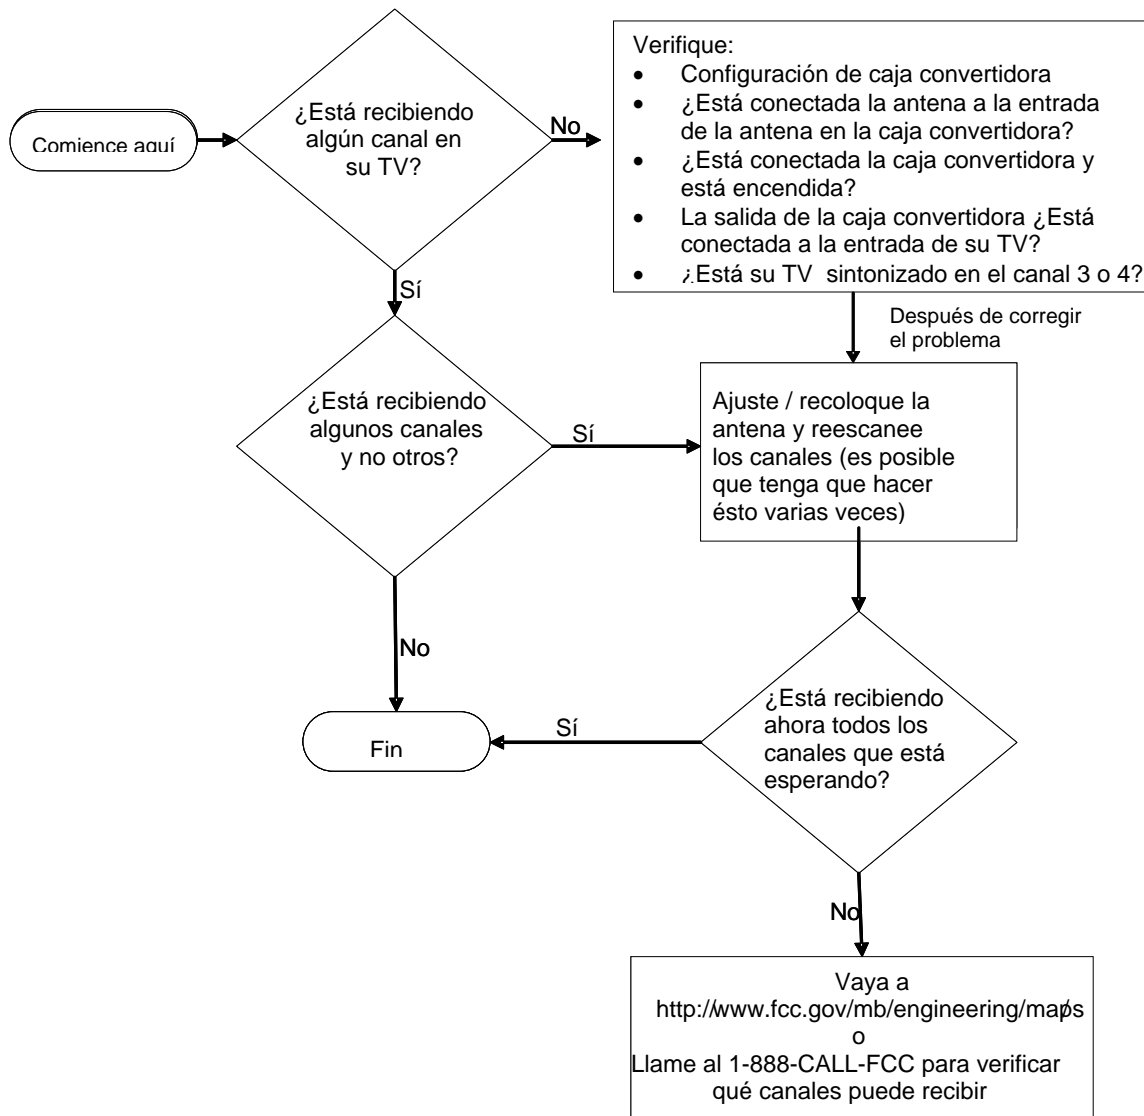 Comience aquí
¿Está recibiendo
algún canal en
su TV?
No
Verifique:
• Configuración de caja convertidora
• ¿Está conectada la antena a la entrada
de la antena en la caja convertidora?
• ¿Está conectada la caja convertidora y
está encendida?
• La salida de la caja convertidora ¿Está
conectada a la entrada de su TV?
• ¿Está su TV sintonizado en el canal 3 o 4?
Sí
Después de corregir
el problema
¿Está recibiendo
algunos canales
y no otros?
Sí
Ajuste / recoloque la
antena y reescanee
los canales (es posible
que tenga que hacer
ésto varias veces)
No
¿Está recibiendo
ahora todos los
canales que está
esperando?
Sí
Fin
No
Vaya a
http://www.fcc.gov/mb/engineering/maps
o
Llame al 1-888-CALL-FCC para verificar
qué canales puede recibir